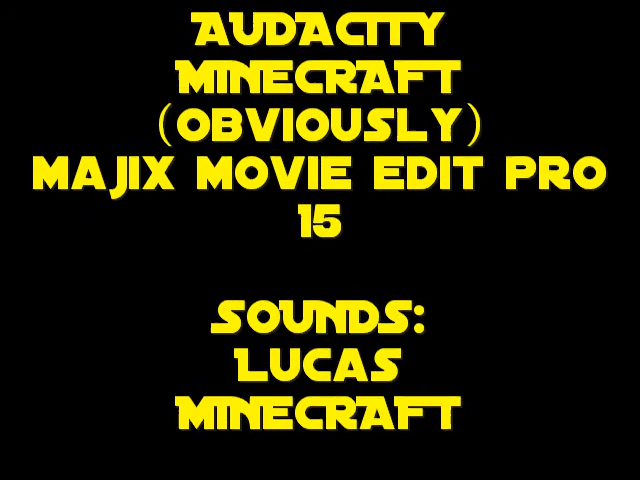 AUDACITY
MINECRAFT
(OBVIOUSLY)
MAJIX MOVIE EDIT PRO
15
SOUNDS:
LUCAS
MINECRAFT